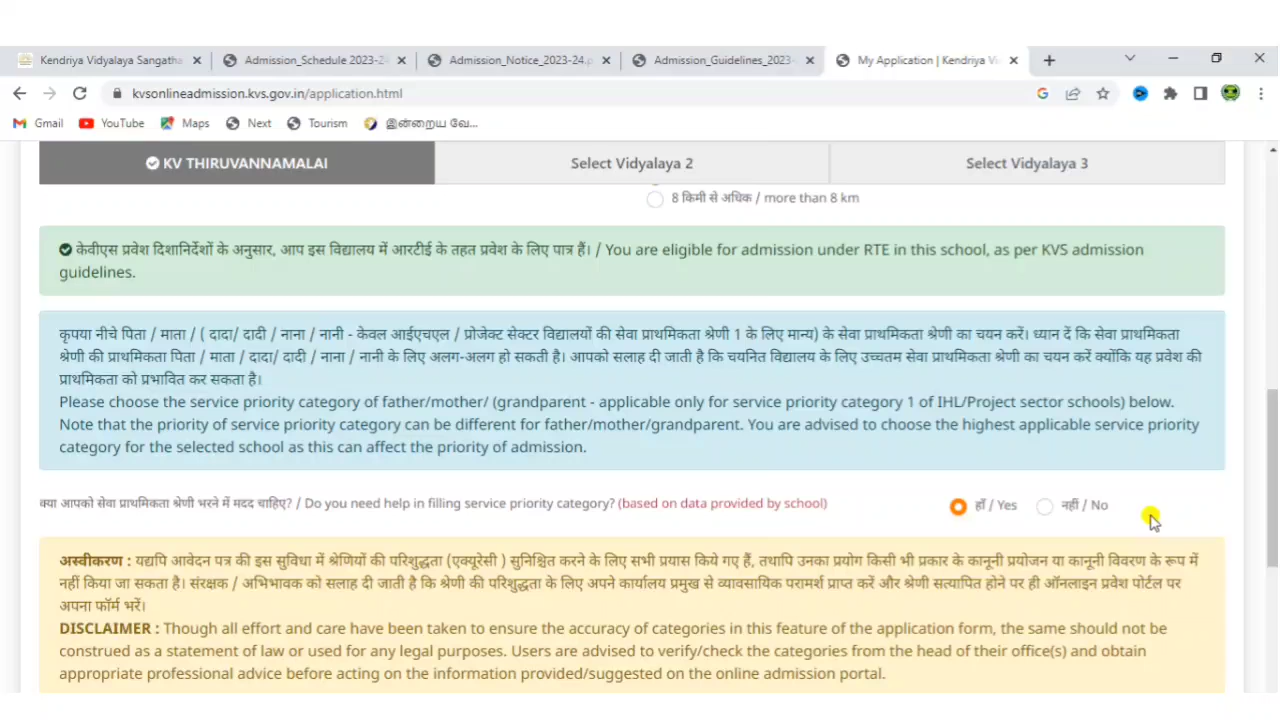 Kendriya Vidyalaya Sangatha
Admission_Schedule 2023-2
Admission_Notice_2023-24.p
Admission_Guidelines_2023
My Application | Kendriya Vi
kvsonlineadmission.kvs.gov.in/application.html
Gmail YouTube Maps Next Tourism இன்றைய வே...
KV THIRUVANNAMALAI Select Vidyalaya 2 Select Vidyalaya 3
8 किमी से अधिक / more than 8 km
केवीएस प्रवेश दिशानिर्देशों के अनुसार, आप इस विद्यालय में आरटीई के तहत प्रवेश के लिए पात्र हैं। / You are eligible for admission under RTE in this school, as per KVS admission
guidelines.
कृपया नीचे पिता / माता / ( दादा/ दादी / नाना / नानी - केवल आईएचएल / प्रोजेक्ट सेक्टर विद्यालयों की सेवा प्राथमिकता श्रेणी 1 के लिए मान्य) के सेवा प्राथमिकता श्रेणी का चयन करें। ध्यान दें कि सेवा प्राथमिकता
श्रेणी की प्राथमिकता पिता / माता / दादा/ दादी / नाना / नानी के लिए अलग-अलग हो सकती है। आपको सलाह दी जाती है कि चयनित विद्यालय के लिए उच्चतम सेवा प्राथमिकता श्रेणी का चयन करें क्योंकि यह प्रवेश की
प्राथमिकता को प्रभावित कर सकता है।
Please choose the service priority category of father/mother/ (grandparent - applicable only for service priority category 1 of IHL/Project sector schools) below.
Note that the priority of service priority category can be different for father/mother/grandparent. You are advised to choose the highest applicable service priority
category for the selected school as this can affect the priority of admission.
क्या आपको सेवा प्राथमिकता श्रेणी भरने में मदद चाहिए? / Do you need help in filling service priority category? (based on data provided by school) हाँ / Yes नहीं / No
अस्वीकरण : यद्यपि आवेदन पत्र की इस सुविधा में श्रेणियों की परिशुद्धता (एक्यूरेसी ) सुनिश्चित करने के लिए सभी प्रयास किये गए हैं, तथापि उनका प्रयोग किसी भी प्रकार के कानूनी प्रयोजन या कानूनी विवरण के रूप में
नहीं किया जा सकता है। संरक्षक / अभिभावक को सलाह दी जाती है कि श्रेणी की परिशुद्धता के लिए अपने कार्यालय प्रमुख से व्यावसायिक परामर्श प्राप्त करें और श्रेणी सत्यापित होने पर ही ऑनलाइन प्रवेश पोर्टल पर
अपना फॉर्म भरें।
DISCLAIMER : Though all effort and care have been taken to ensure the accuracy of categories in this feature of the application form, the same should not be
construed as a statement of law or used for any legal purposes. Users are advised to verify/check the categories from the head of their office(s) and obtain
appropriate professional advice before acting on the information provided/suggested on the online admission portal.